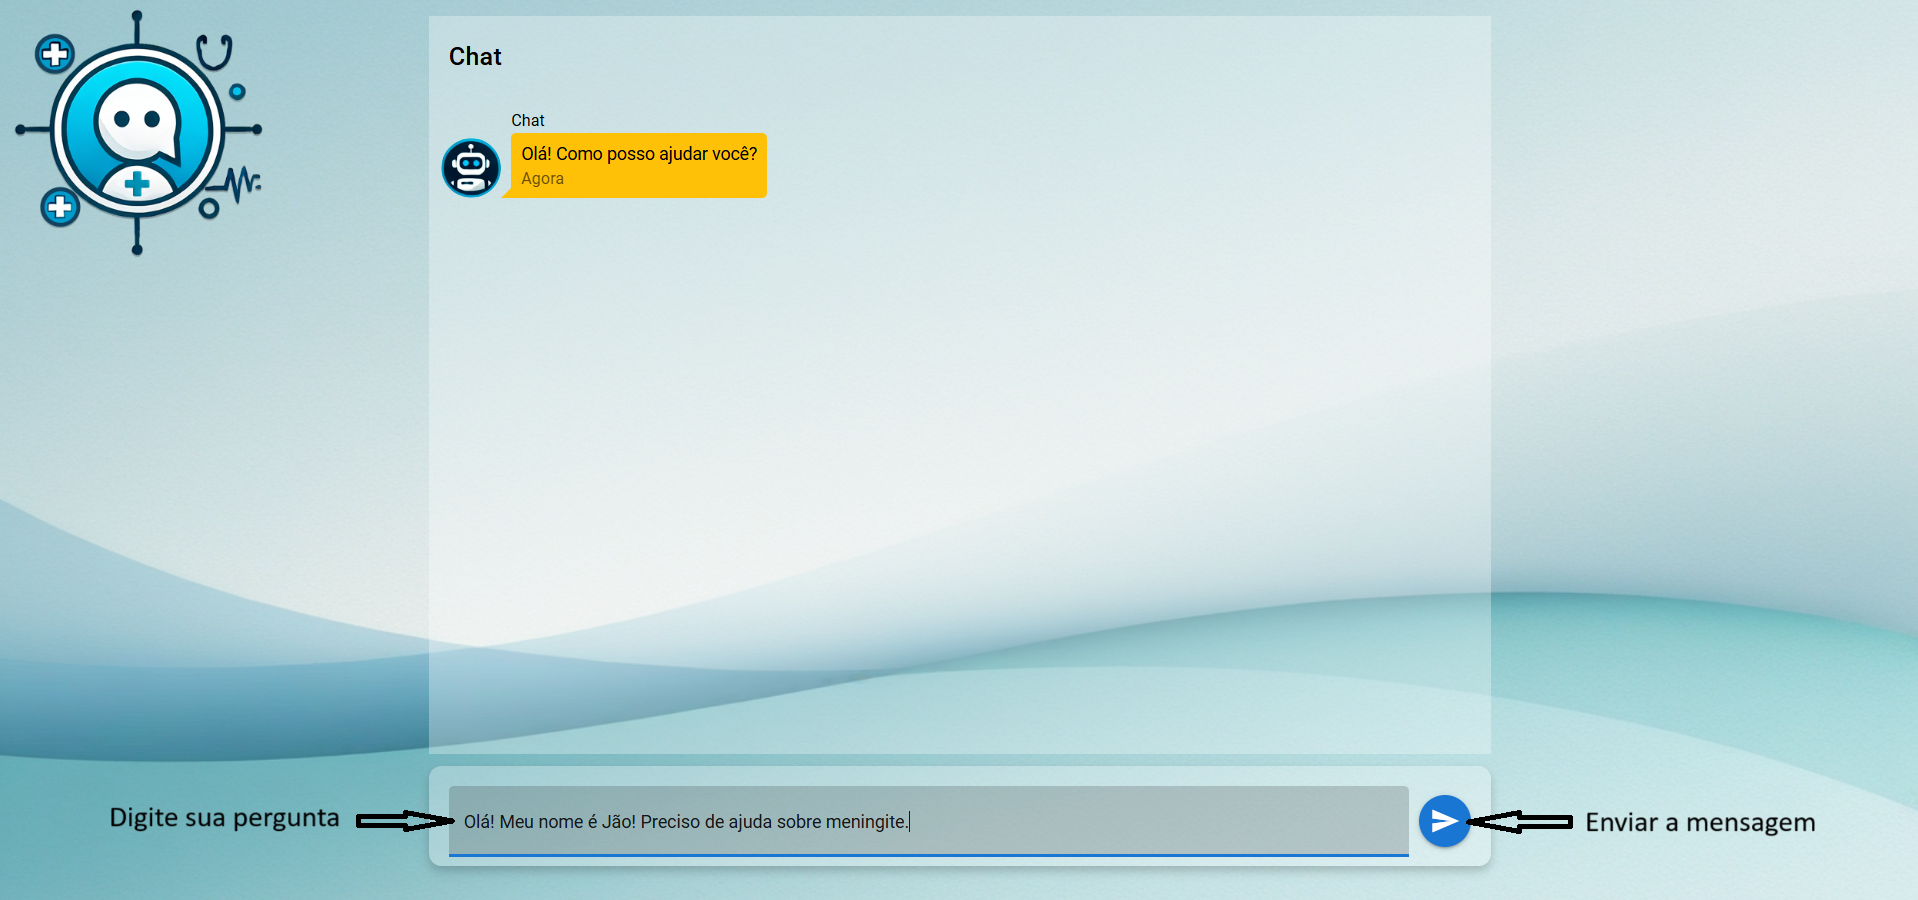 Chat
Chat
Olá! Como posso ajudar você?
Agora
Digite sua pergunta
Olá! Meu nome é Jão! Preciso de ajuda sobre meningite.
Enviar a mensagem